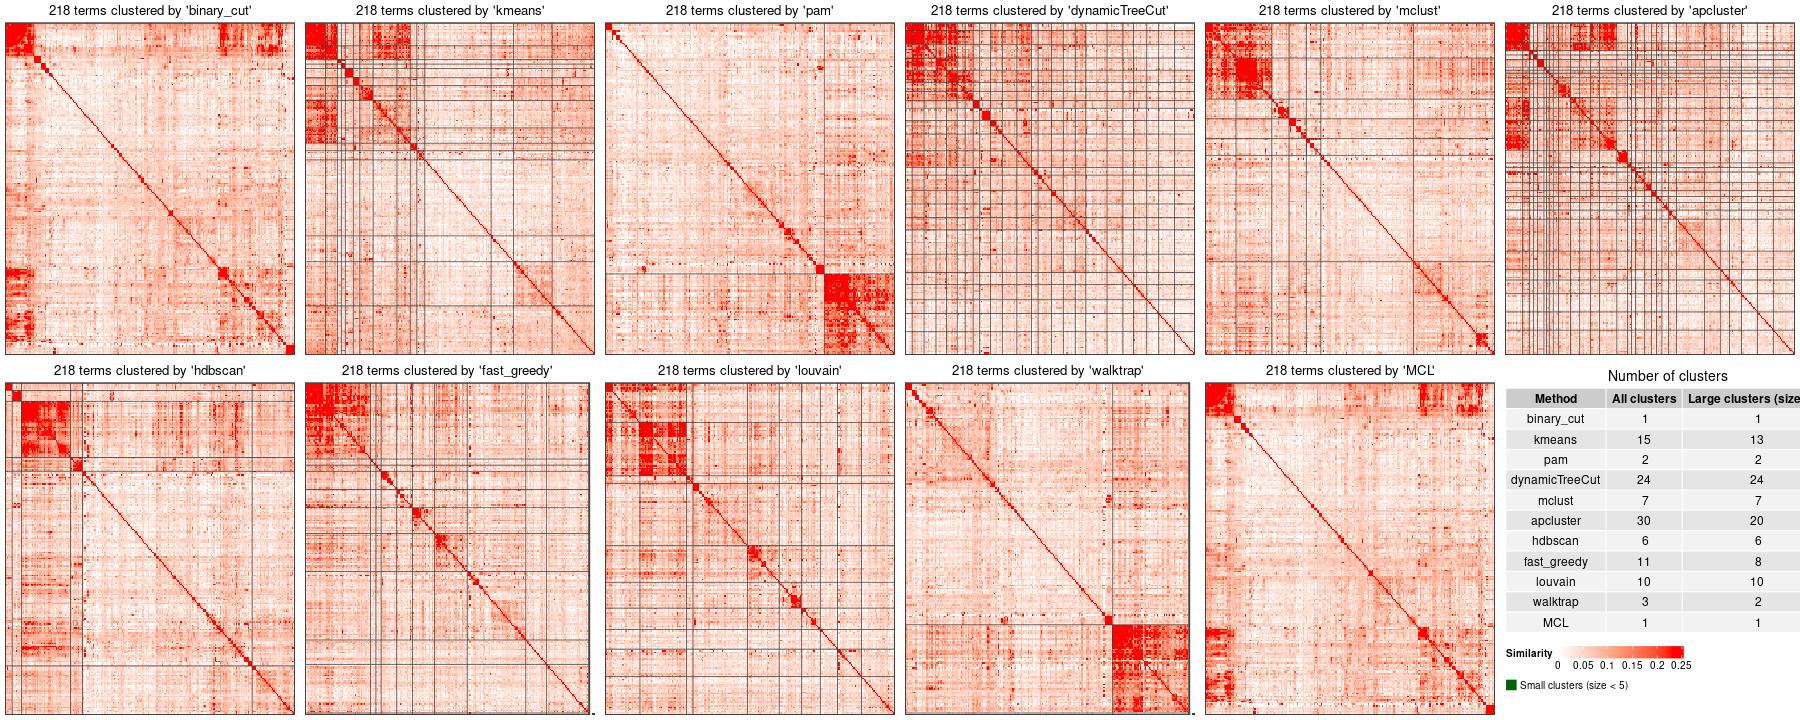 218 terms clustered by 'binary_cut'
218 terms clustered by 'kmeans'
218 terms clustered by 'pam'
218 terms clustered by 'dynamicTreeCut'
218 terms clustered by 'mclust'
218 terms clustered by 'apcluster'
218 terms clustered by 'hdbscan'
218 terms clustered by 'fast_greedy'
218 terms clustered by 'louvain'
218 terms clustered by 'walktrap'
218 terms clustered by 'MCL'
Number of clusters
Method All clusters Large clusters (size
binary_cut 1 1
kmeans 15 13
pam 2 2
dynamicTreeCut 24 24
mclust 7 7
apcluster 30 20
hdbscan 6 6
fast_greedy 11 8
louvain 10 10
walktrap 3 2
MCL 1 1
Similarity
0 0.05 0.1 0.15 0.2 0.25
Small clusters (size < 5)